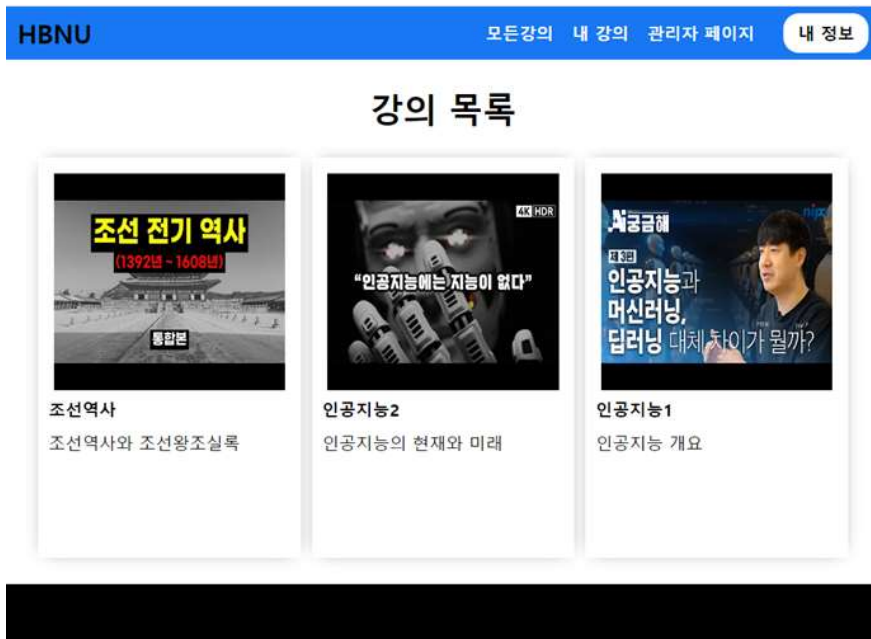 HBNU
모든강의 내 강의 관리자 페이지 내 정보
강의 목록
조선 전기 역사
(1392년 ~ 1608년)
통합본
4K HDR
“인공지능에는 지능이 없다”
Ai궁금해
제 3편
인공지능과
머신러닝,
딥러닝 대체 차이가 뭘까?
조선역사
조선역사와 조선왕조실록
인공지능2
인공지능의 현재와 미래
인공지능1
인공지능 개요